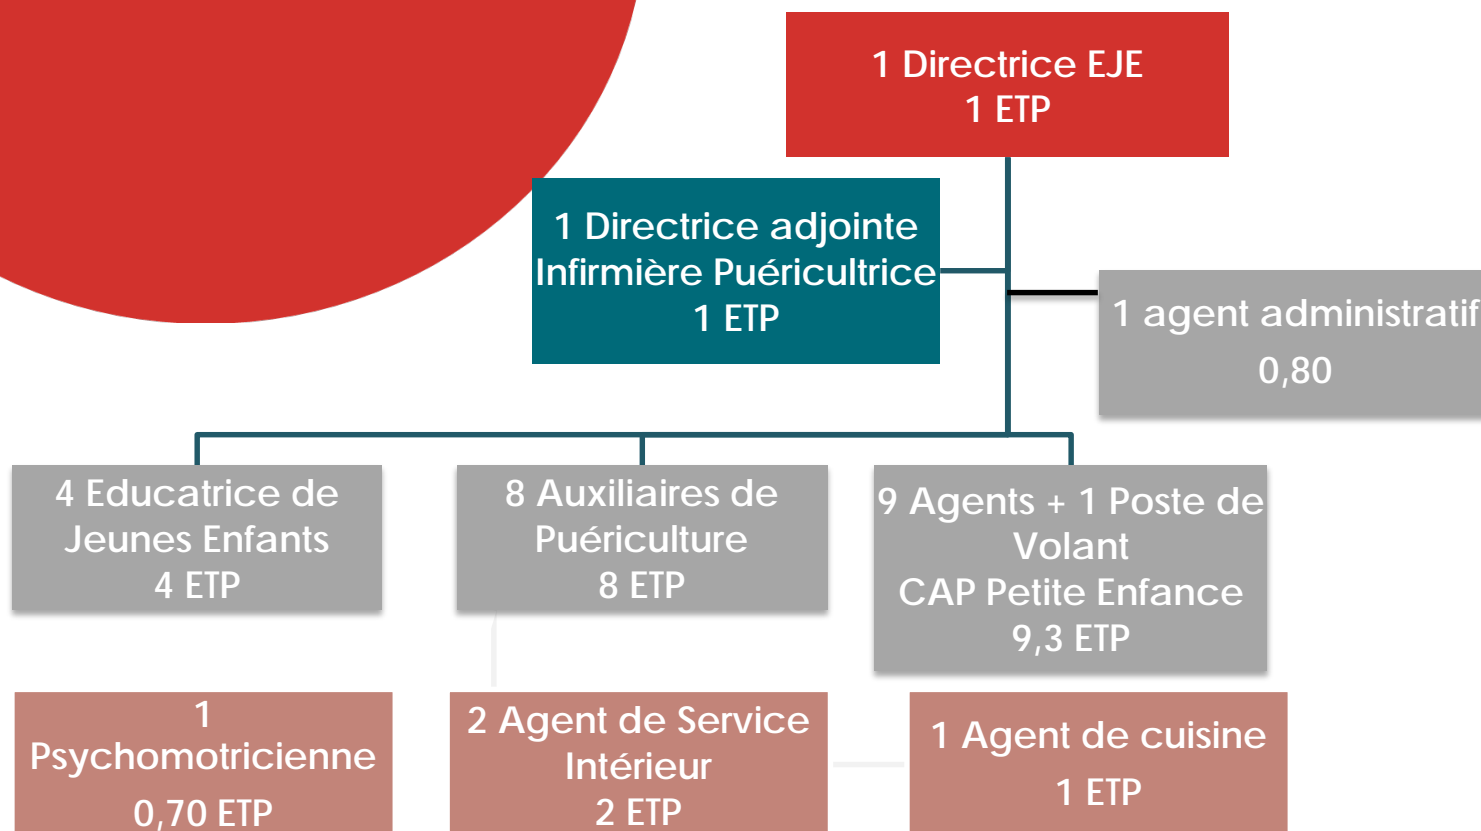 1 Directrice EJE
1 ETP
1 Directrice adjointe
Infirmière Puéricultrice
1 ETP
1 agent administratif
0,80
4 Educatrice de
Jeunes Enfants
4 ETP
8 Auxiliaires de
Puériculture
8 ETP
9 Agents + 1 Poste de
Volant
CAP Petite Enfance
9,3 ETP
1
Psychomotricienne
0,70 ETP
2 Agent de Service
Intérieur
2 ETP
1 Agent de cuisine
1 ETP